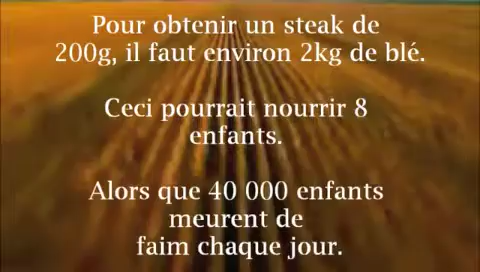 Pour obtenir un steak de
200g, il faut environ 2kg de blé.
Ceci pourrait nourrir 8
enfants.
Alors que 40 000 enfants
meurent de
faim chaque jour.